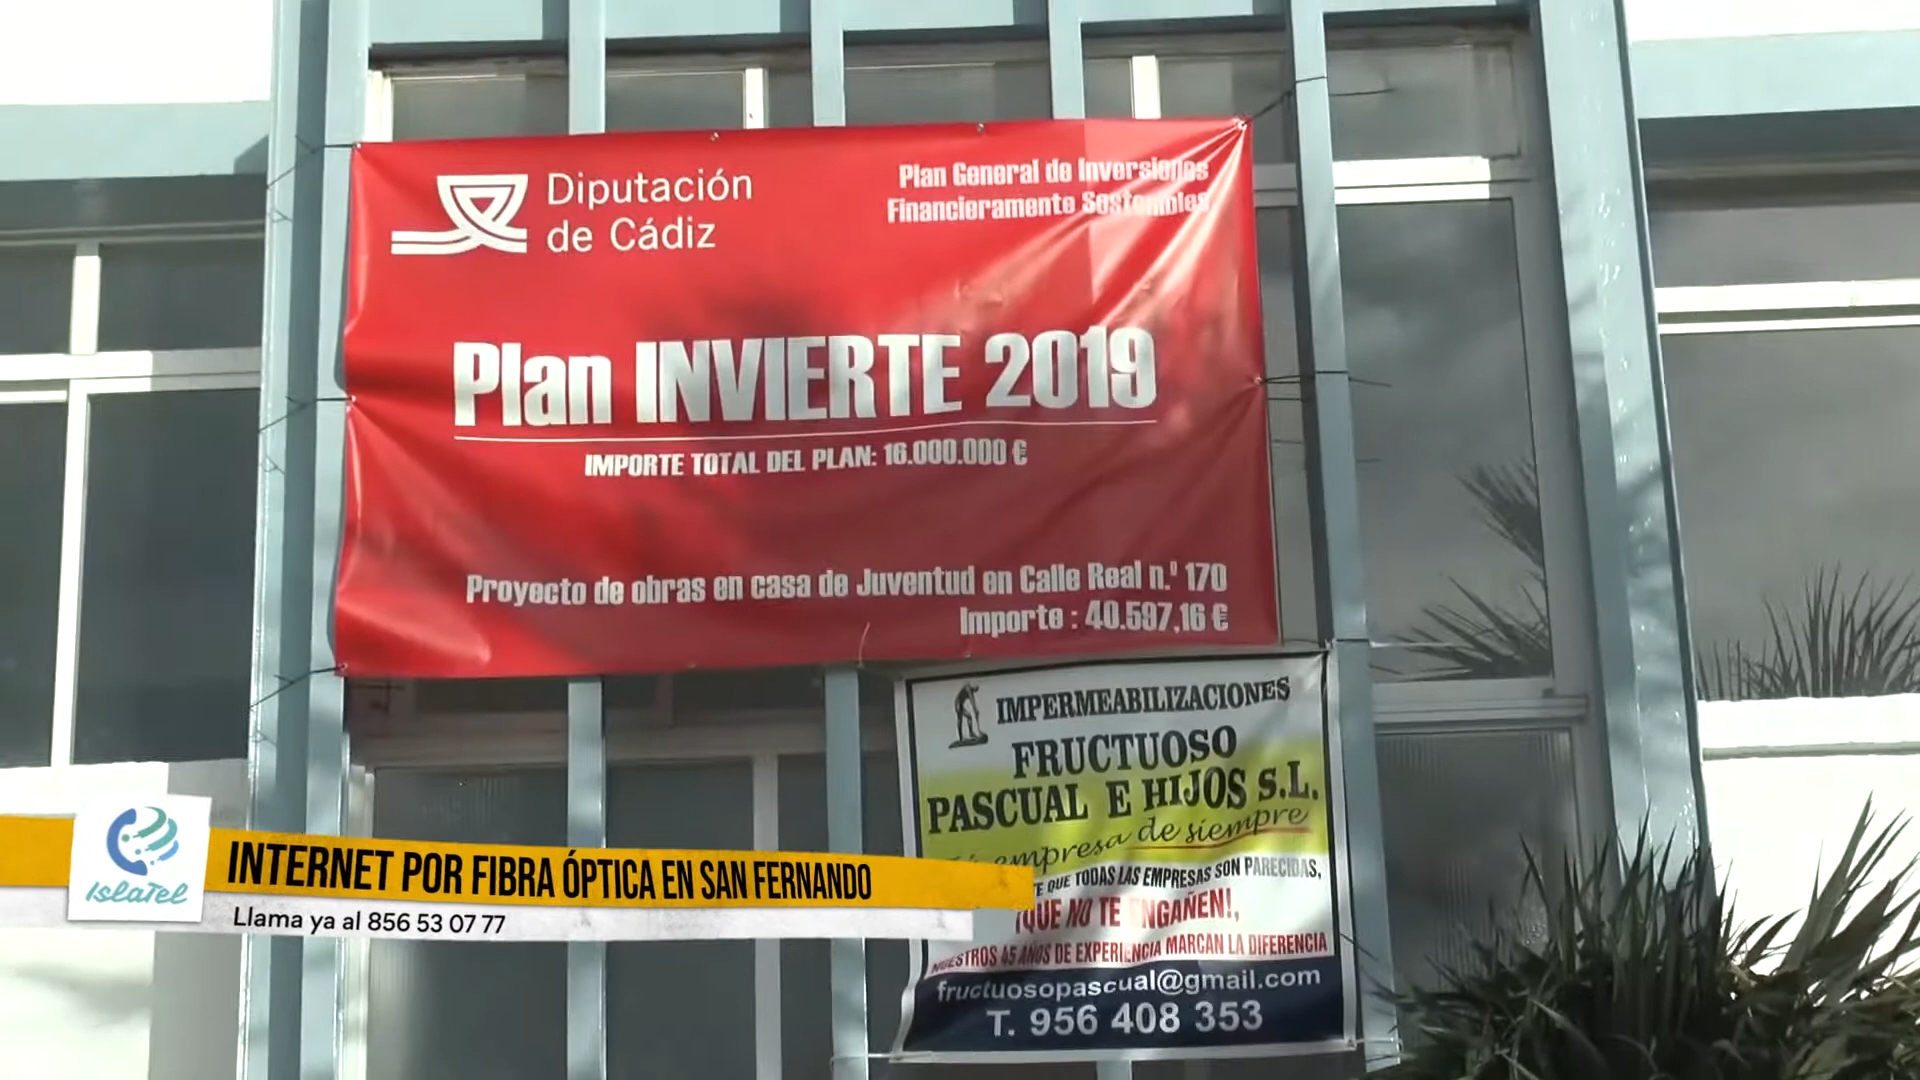 Diputación
de Cádiz
Plan General de Inversiones
Financieramente Sostenibles
Plan INVIERTE 2019
IMPORTE TOTAL DEL PLAN: 16.000.000 €
Proyecto de obras en casa de Juventud en Calle Real n.º 170
Importe : 40.597,16 €
IMPERMEABILIZACIONES
FRUCTUOSO
PASCUAL E HIJOS S.L.
empresa de siempre
QUE TODAS LAS EMPRESAS SON PARECIDAS,
¡QUE NO TE ENGAÑEN!,
NUESTROS 45 AÑOS DE EXPERIENCIA MARCAN LA DIFERENCIA
fructuosopascual@gmail.com
T. 956 408 353
IslaTel
INTERNET POR FIBRA ÓPTICA EN SAN FERNANDO
Llama ya al 856 53 07 77